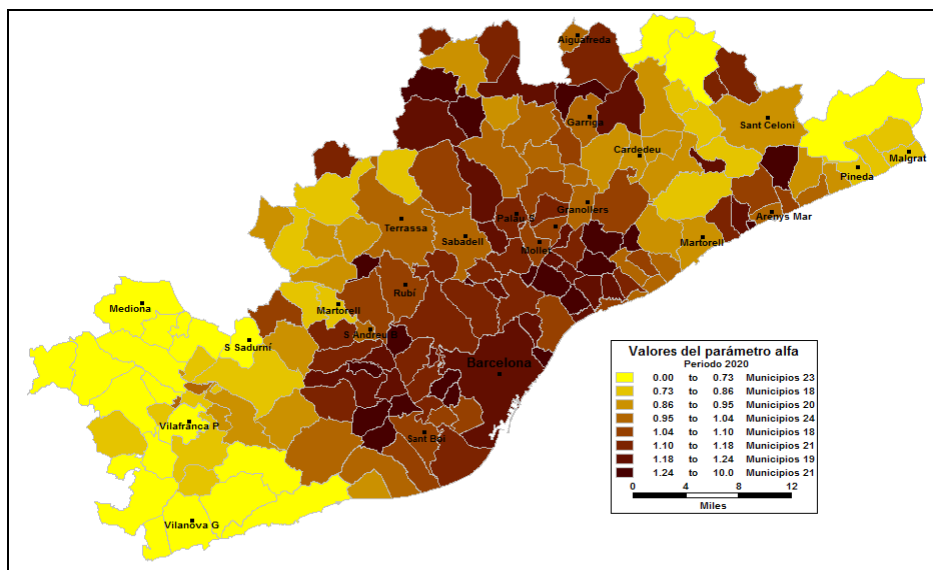 Aiguafreda
Garriga
Sant Celoni
Cardedeu
Malgrat
Pineda
Granollers
Palau S
Arenys Mar
Terrassa
Sabadell
Mollet
Martorell
Rubí
Mediona
Martorell
S Andreu B
S Sadurní
Barcelona
Vilafranca P
Sant Boi
Vilanova G
Valores del parámetro alfa
Periodo 2020
0.00 to 0.73 Municipios 23
0.73 to 0.86 Municipios 18
0.86 to 0.95 Municipios 20
0.95 to 1.04 Municipios 24
1.04 to 1.10 Municipios 18
1.10 to 1.18 Municipios 21
1.18 to 1.24 Municipios 19
1.24 to 10.0 Municipios 21
0 4 8 12
Miles